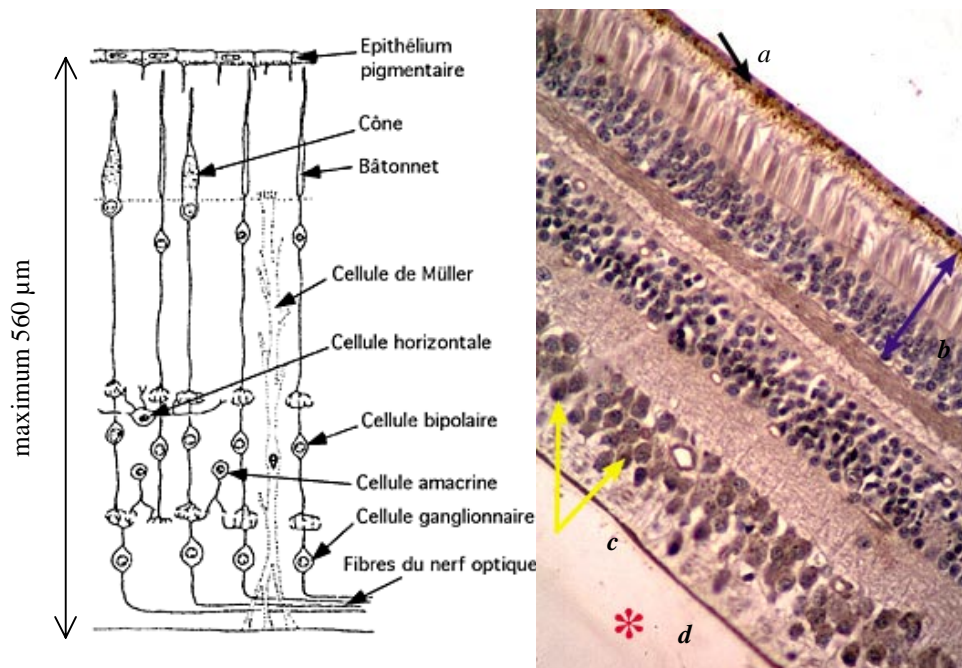 Epithélium
pigmentaire
Cône
Bâtonnet
Cellule de Müller
Cellule horizontale
Cellule bipolaire
Cellule amacrine
Cellule ganglionnaire
Fibres du nerf optique
maximum 560 µm
a
b
c
*
d